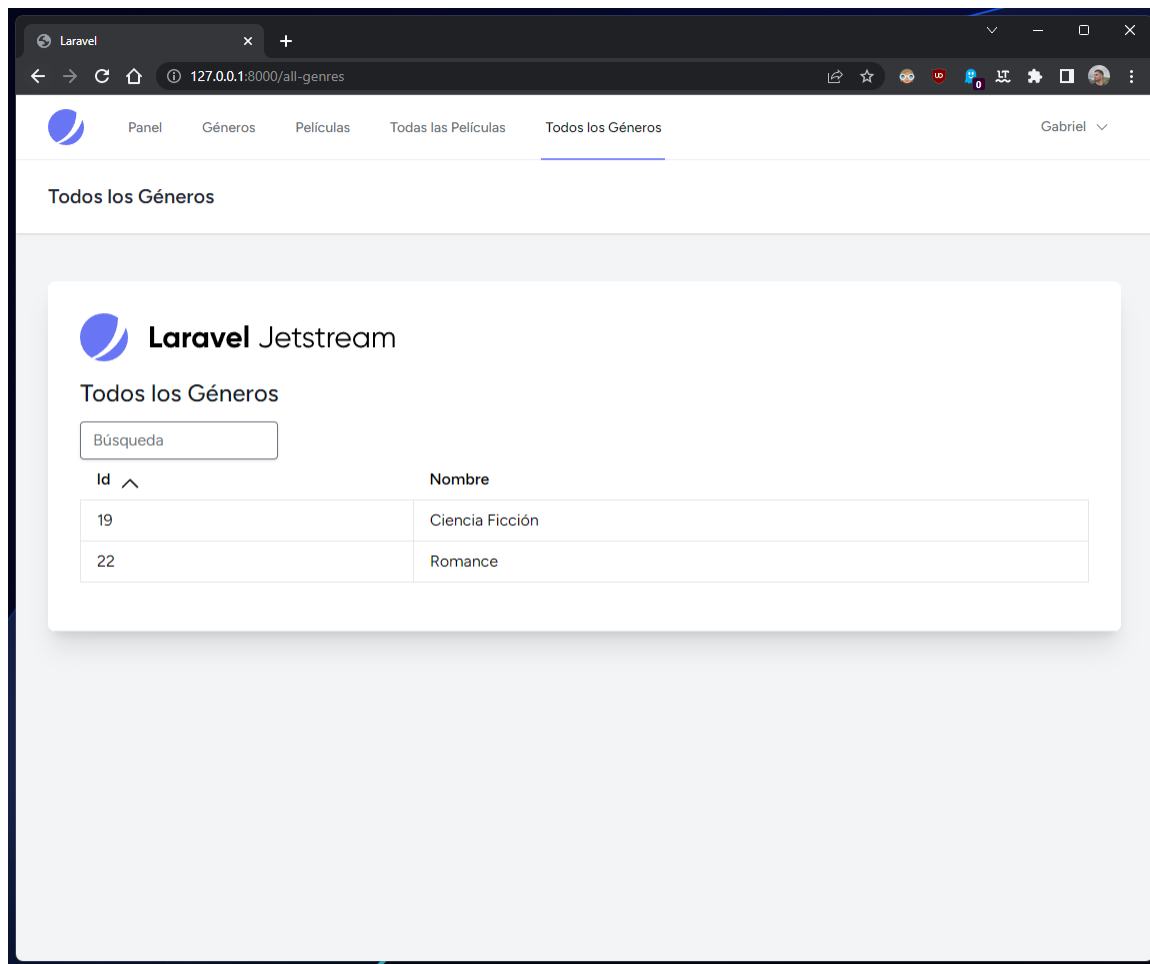 Laravel
127.0.0.1:8000/all-genres
0
Panel Géneros Películas Todas las Películas Todos los Géneros Gabriel
Todos los Géneros
Laravel Jetstream
Todos los Géneros
Búsqueda
Id Nombre
19 Ciencia Ficción
22 Romance